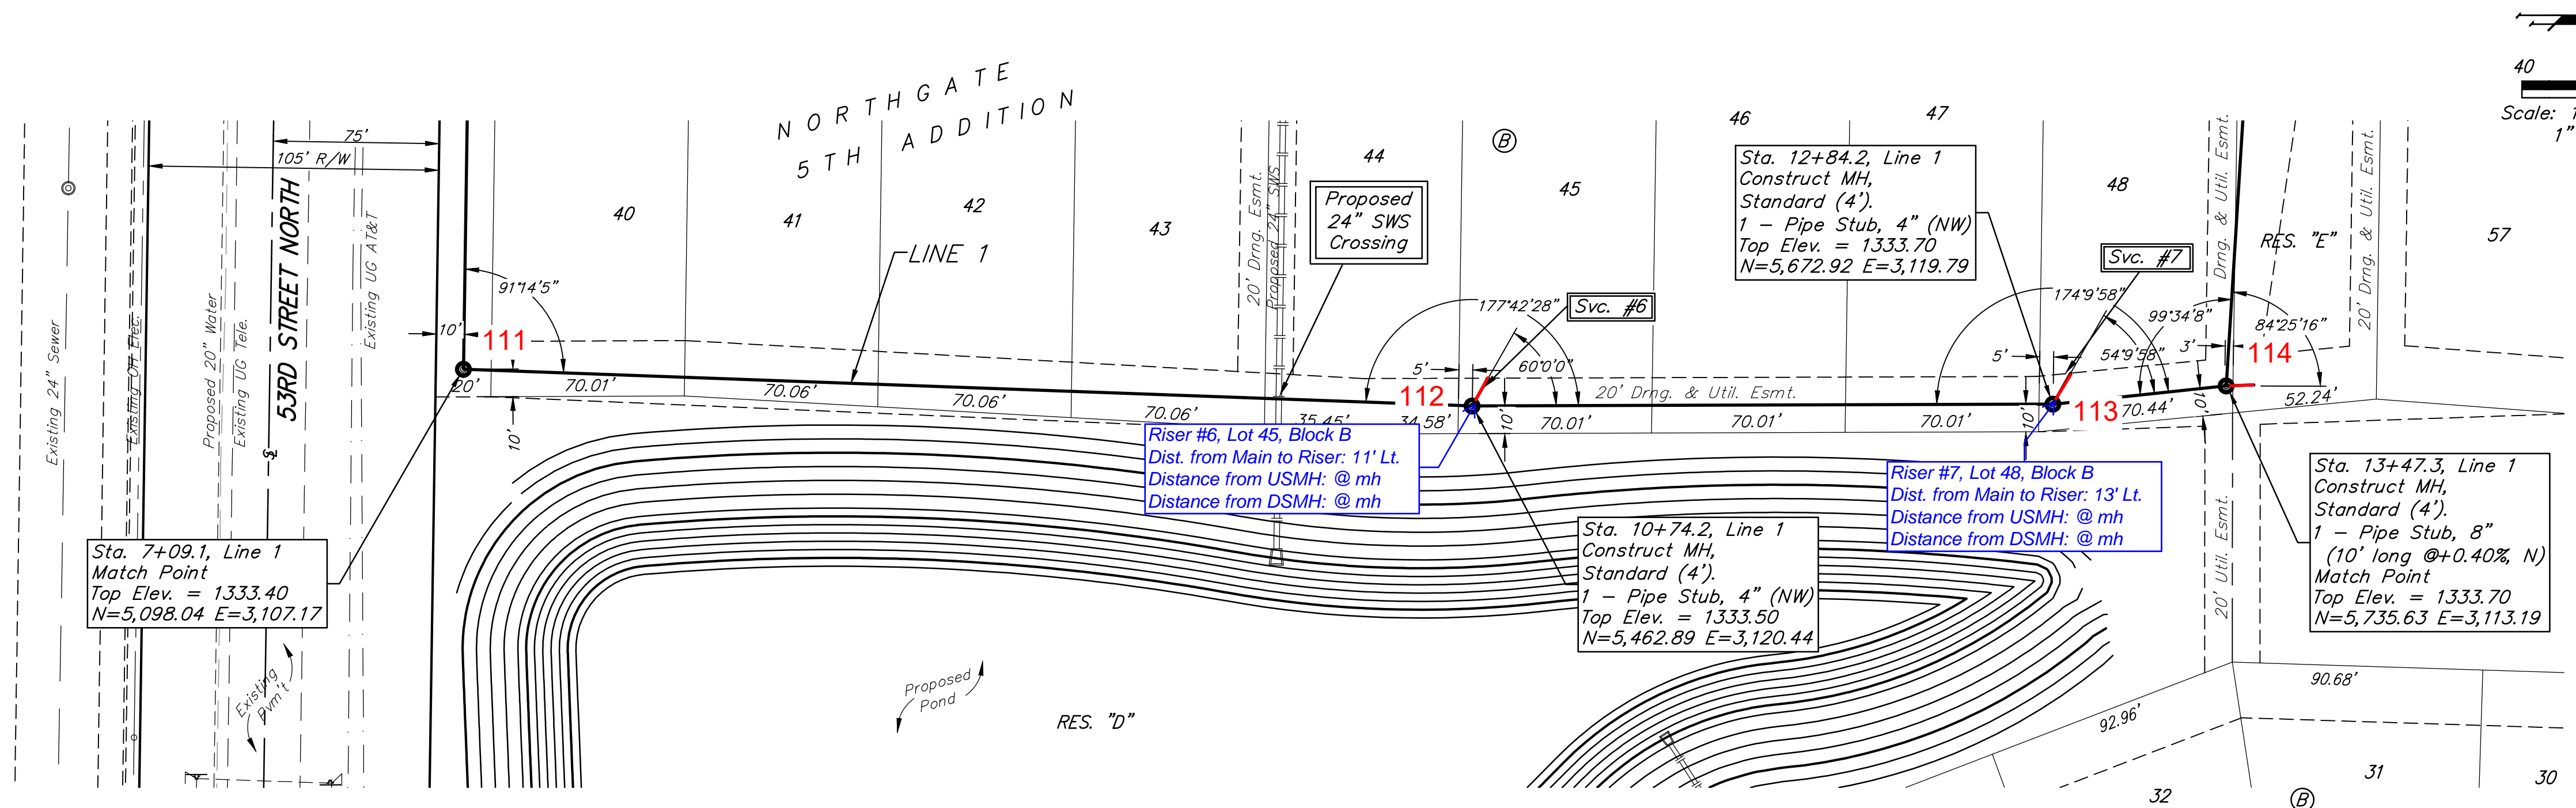 40
Scale: 1
1"
NORTHGATE
5TH ADDITION
46
47
B
75'
105' R/W
44
45
48
57
40
41
42
43
Sta. 12+84.2, Line 1
Construct MH,
Standard (4').
1 - Pipe Stub, 4" (NW)
Top Elev. = 1333.70
N=5,672.92 E=3,119.79
Proposed
24" SWS
Crossing
20' Drng. Esmt.
Proposed 24" SWS
LINE 1
Svc. #6
Svc. #7
Drng. & Util. Esmt.
RES. "E"
20' Drng. & Util. Esmt.
53RD STREET NORTH
Existing 24" Sewer
Existing OH Elec.
Proposed 20" Water
Existing UG Tele.
Existing UG AT&T
91°14'5"
177°42'28"
174°9'58"
99°34'8"
84°25'16"
60°0'0"
54°9'58"
10'
111
5'
5'
3'
114
112
113
20' Drng. & Util. Esmt.
20'
70.01'
70.06'
70.06'
70.06'
35.45'
34.58'
70.01'
70.01'
70.01'
70.44'
52.24'
10'
10'
10'
10'
Riser #6, Lot 45, Block B
Dist. from Main to Riser: 11' Lt.
Distance from USMH: @ mh
Distance from DSMH: @ mh
Riser #7, Lot 48, Block B
Dist. from Main to Riser: 13' Lt.
Distance from USMH: @ mh
Distance from DSMH: @ mh
Sta. 7+09.1, Line 1
Match Point
Top Elev. = 1333.40
N=5,098.04 E=3,107.17
Sta. 10+74.2, Line 1
Construct MH,
Standard (4').
1 - Pipe Stub, 4" (NW)
Top Elev. = 1333.50
N=5,462.89 E=3,120.44
Sta. 13+47.3, Line 1
Construct MH,
Standard (4').
1 - Pipe Stub, 8"
(10' long @+0.40%, N)
Match Point
Top Elev. = 1333.70
N=5,735.63 E=3,113.19
20' Util. Esmt.
Existing
Pvm't
Proposed
Pond
RES. "D"
92.96'
90.68'
31
30
32
B